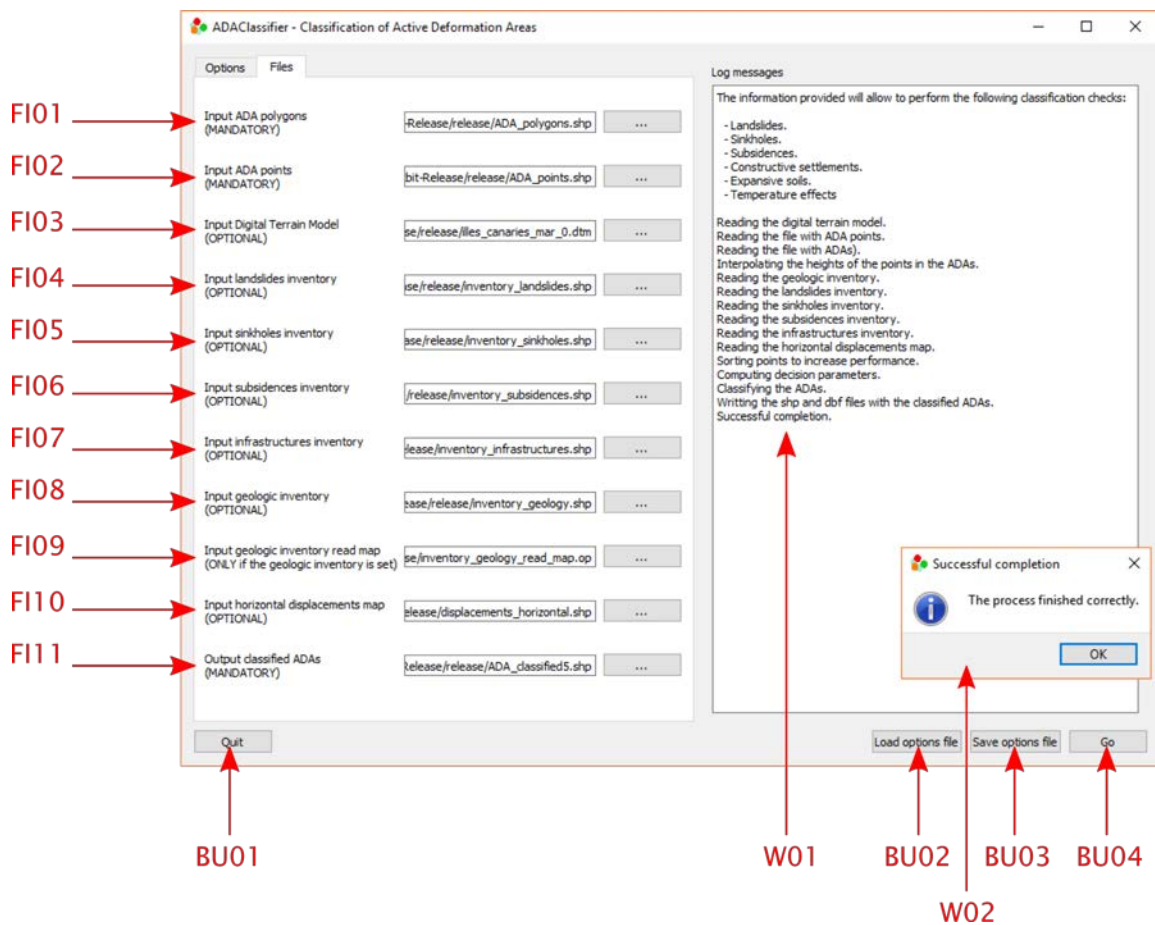 ADAClassifier - Classification of Active Deformation Areas
Options Files
FI01
Input ADA polygons
(MANDATORY)
-Release/release/ADA_polygons.shp
...
FI02
Input ADA points
(MANDATORY)
bit-Release/release/ADA_points.shp
...
FI03
Input Digital Terrain Model
(OPTIONAL)
se/release/illes_canaries_mar_0.dtm
...
FI04
Input landslides inventory
(OPTIONAL)
ase/release/inventory_landslides.shp
...
FI05
Input sinkholes inventory
(OPTIONAL)
ase/release/inventory_sinkholes.shp
...
FI06
Input subsidences inventory
(OPTIONAL)
/release/inventory_subsidences.shp
...
FI07
Input infrastructures inventory
(OPTIONAL)
elease/inventory_infrastructures.shp
...
FI08
Input geologic inventory
(OPTIONAL)
ease/release/inventory_geology.shp
...
FI09
Input geologic inventory read map
(ONLY if the geologic inventory is set)
se/inventory_geology_read_map.op
...
FI10
Input horizontal displacements map
(OPTIONAL)
elease/displacements_horizontal.shp
...
FI11
Output classified ADAs
(MANDATORY)
Release/release/ADA_classified5.shp
...
Log messages
The information provided will allow to perform the following classification checks:
- Landslides.
- Sinkholes.
- Subsidences.
- Constructive settlements.
- Expansive soils.
- Temperature effects
Reading the digital terrain model.
Reading the file with ADA points.
Reading the file with ADAs).
Interpolating the heights of the points in the ADAs.
Reading the geologic inventory.
Reading the landslides inventory.
Reading the sinkholes inventory.
Reading the subsidences inventory.
Reading the infrastructures inventory.
Reading the horizontal displacements map.
Sorting points to increase performance.
Computing decision parameters.
Classifying the ADAs.
Writting the shp and dbf files with the classified ADAs.
Successful completion.
Successful completion
The process finished correctly.
OK
Quit
Load options file
Save options file
Go
BU01
W01
BU02
BU03
BU04
W02